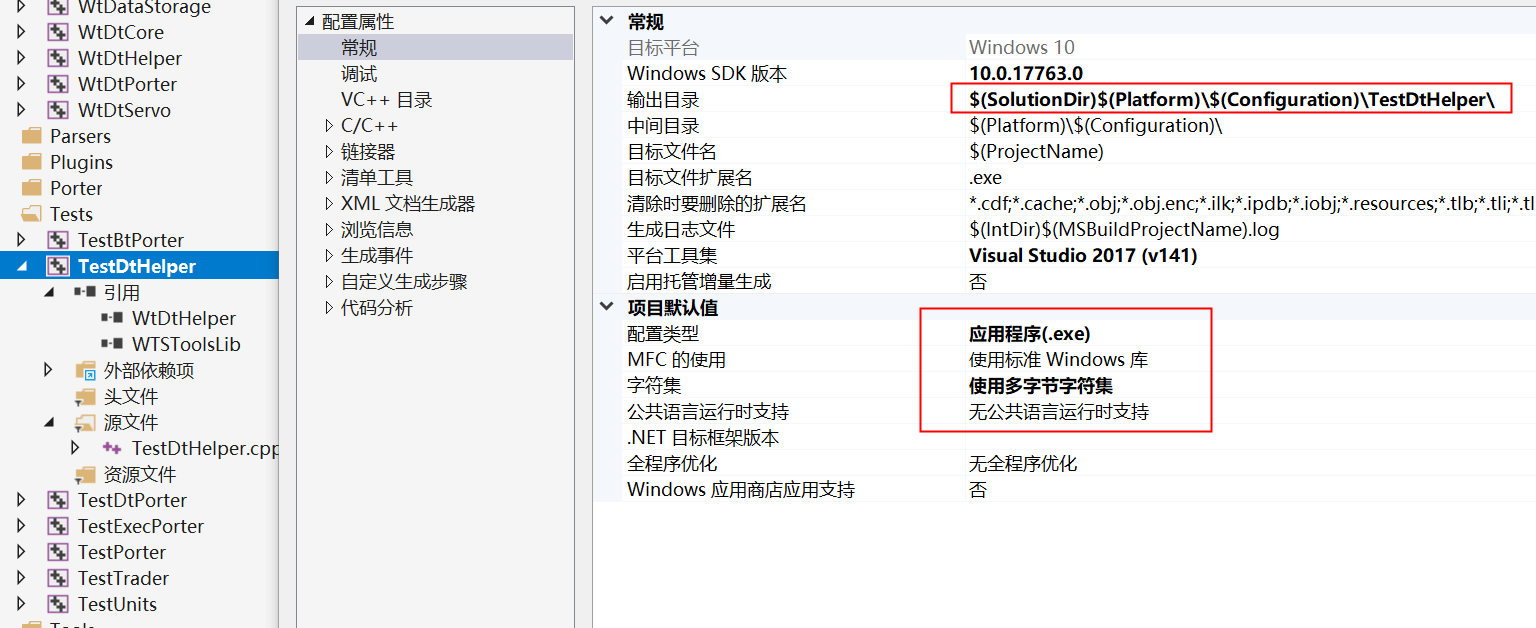 WtDataStorage
WtDtCore
WtDtHelper
WtDtPorter
WtDtServo
Parsers
Plugins
Porter
Tests
TestBtPorter
TestDtHelper
引用
WtDtHelper
WTSToolsLib
外部依赖项
头文件
源文件
TestDtHelper.cpp
资源文件
TestDtPorter
TestExecPorter
TestPorter
TestTrader
TestUnits
Tools
配置属性
常规
调试
VC++ 目录
C/C++
链接器
清单工具
XML 文档生成器
浏览信息
生成事件
自定义生成步骤
代码分析
常规
目标平台 Windows 10
Windows SDK 版本 10.0.17763.0
输出目录 $(SolutionDir)$(Platform)\$(Configuration)\TestDtHelper\
中间目录 $(Platform)\$(Configuration)\
目标文件名 $(ProjectName)
目标文件扩展名 .exe
清除时要删除的扩展名 *.cdf;*.cache;*.obj;*.obj.enc;*.ilk;*.ipdb;*.iobj;*.resources;*.tlb;*.tli;*.tl
生成日志文件 $(IntDir)$(MSBuildProjectName).log
平台工具集 Visual Studio 2017 (v141)
启用托管增量生成 否
项目默认值
配置类型 应用程序(.exe)
MFC 的使用 使用标准 Windows 库
字符集 使用多字节字符集
公共语言运行时支持 无公共语言运行时支持
.NET 目标框架版本
全程序优化 无全程序优化
Windows 应用商店应用支持 否